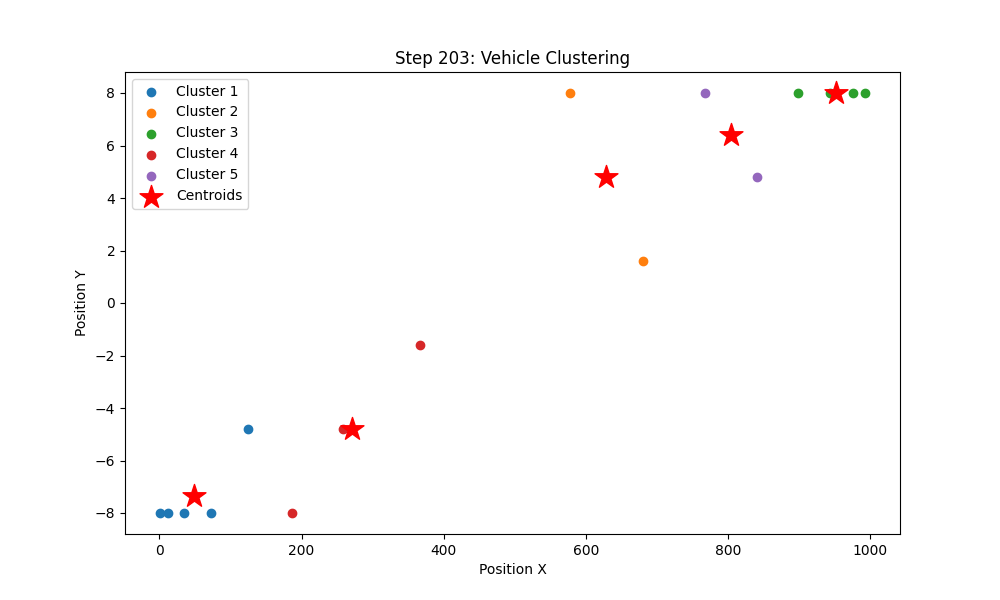 Step 203: Vehicle Clustering
Cluster 1
Cluster 2
Cluster 3
Cluster 4
Cluster 5
Centroids
8
6
4
2
0
−2
−4
−6
−8
Position Y
0 200 400 600 800 1000
Position X